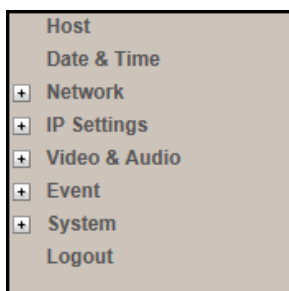 Host
Date & Time
Network
IP Settings
Video & Audio
Event
System
Logout